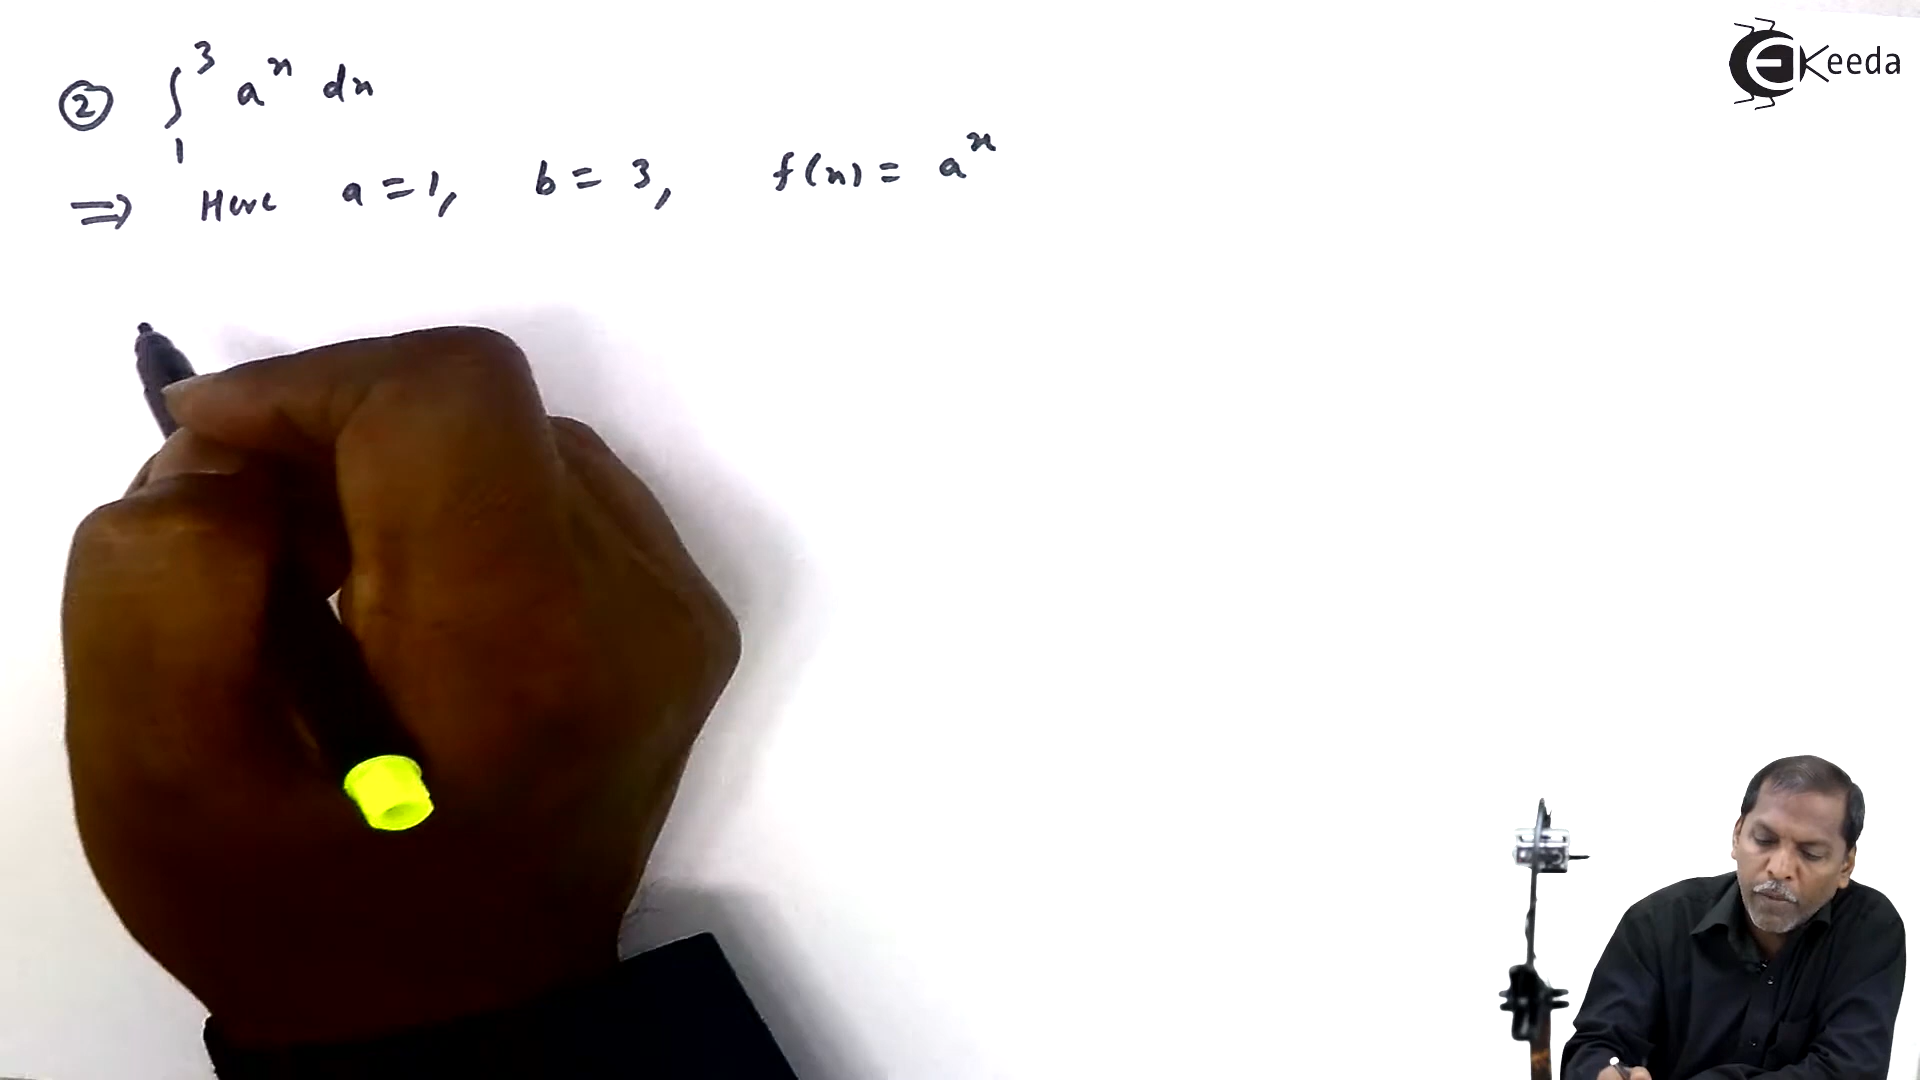 ② ∫₁³ aˣ dx
⇒ Here a = 1, b = 3, f(x) = aˣ
EKeeda